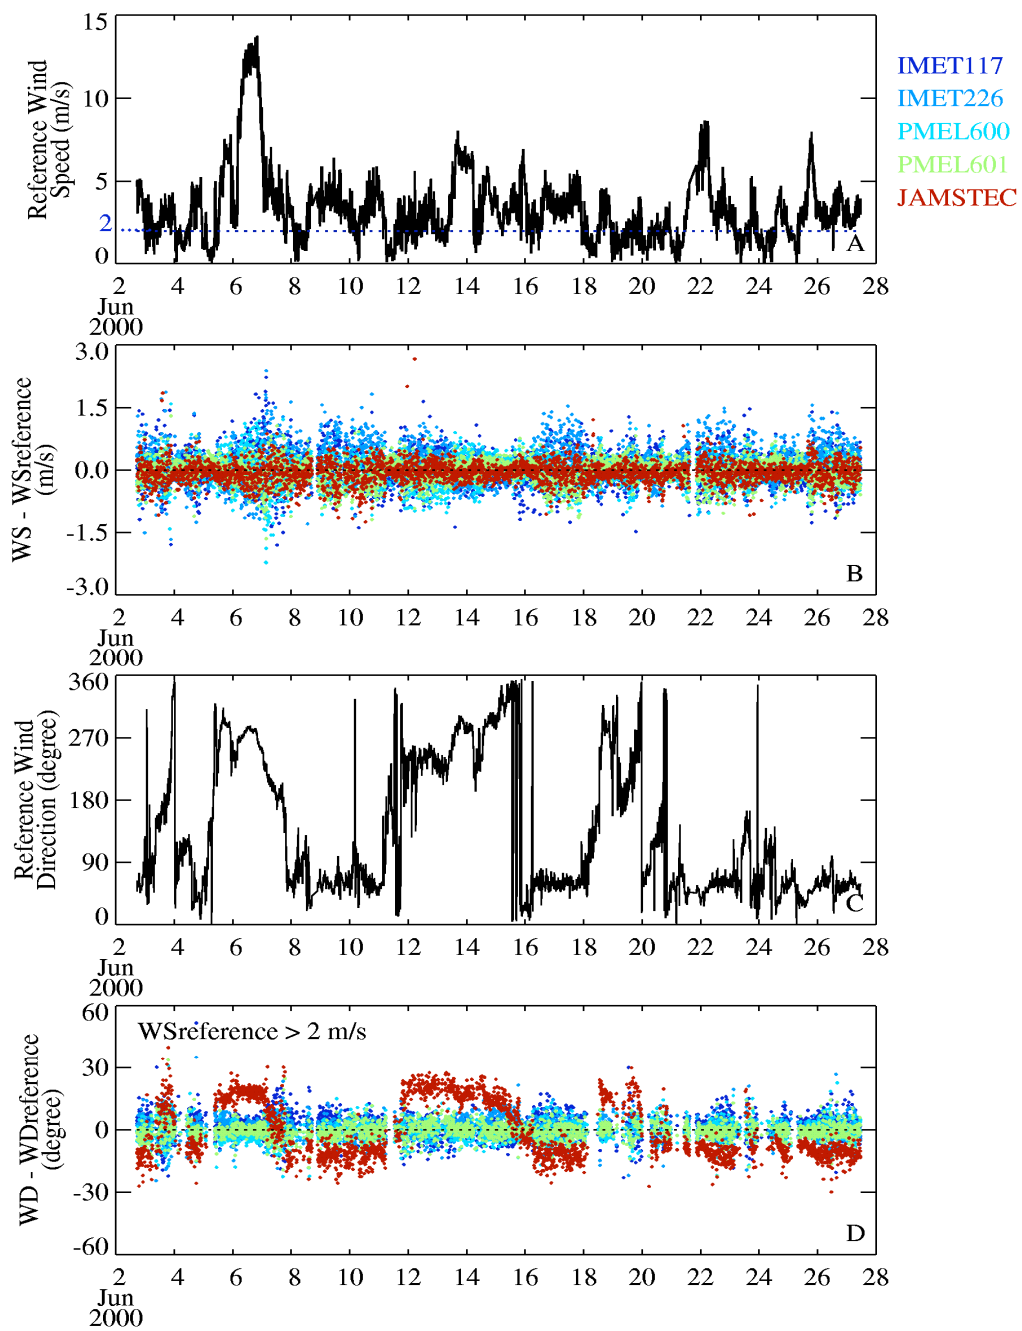 15
10
5
2
0
Reference Wind
Speed (m/s)
A
2 4 6 8 10 12 14 16 18 20 22 24 26 28
Jun
2000
IMET117
IMET226
PMEL600
PMEL601
JAMSTEC
3.0
1.5
0.0
-1.5
-3.0
WS - WSreference
(m/s)
B
2 4 6 8 10 12 14 16 18 20 22 24 26 28
Jun
2000
360
270
180
90
0
Reference Wind
Direction (degree)
C
2 4 6 8 10 12 14 16 18 20 22 24 26 28
Jun
2000
60
30
0
-30
-60
WD - WDreference
(degree)
WSreference > 2 m/s
D
2 4 6 8 10 12 14 16 18 20 22 24 26 28
Jun
2000